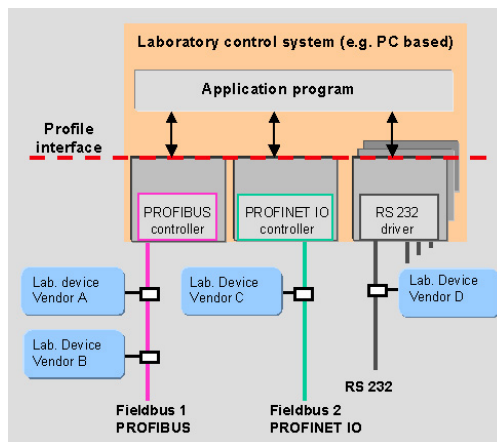 Laboratory control system (e.g. PC based)
Application program
Profile
interface
PROFIBUS
controller
PROFINET IO
controller
RS 232
driver
Lab. device
Vendor A
Lab. Device
Vendor C
Lab. Device
Vendor D
Lab. Device
Vendor B
RS 232
Fieldbus 1
PROFIBUS
Fieldbus 2
PROFINET IO